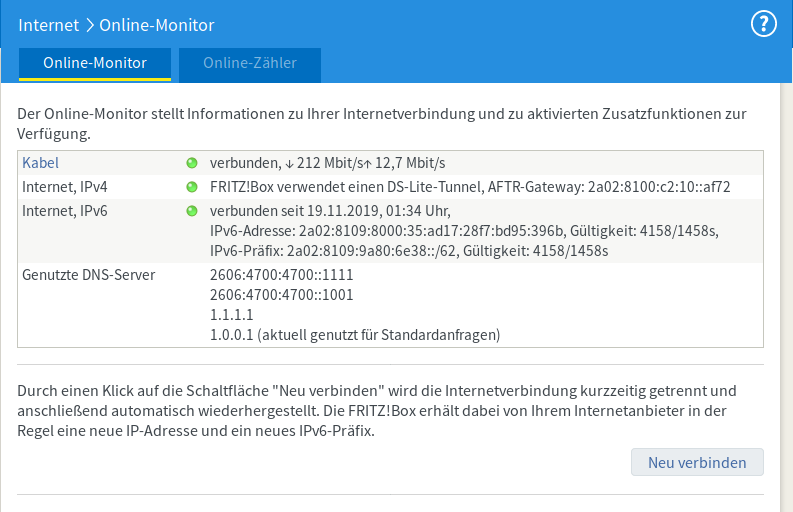 Internet > Online-Monitor
?
Online-Monitor
Online-Zähler
Der Online-Monitor stellt Informationen zu Ihrer Internetverbindung und zu aktivierten Zusatzfunktionen zur
Verfügung.
Kabel verbunden, ↓ 212 Mbit/s↑ 12,7 Mbit/s
Internet, IPv4 FRITZ!Box verwendet einen DS-Lite-Tunnel, AFTR-Gateway: 2a02:8100:c2:10::af72
Internet, IPv6 verbunden seit 19.11.2019, 01:34 Uhr,
IPv6-Adresse: 2a02:8109:8000:35:ad17:28f7:bd95:396b, Gültigkeit: 4158/1458s,
IPv6-Präfix: 2a02:8109:9a80:6e38::/62, Gültigkeit: 4158/1458s
Genutzte DNS-Server 2606:4700:4700::1111
2606:4700:4700::1001
1.1.1.1
1.0.0.1 (aktuell genutzt für Standardanfragen)
Durch einen Klick auf die Schaltfläche "Neu verbinden" wird die Internetverbindung kurzzeitig getrennt und
anschließend automatisch wiederhergestellt. Die FRITZ!Box erhält dabei von Ihrem Internetanbieter in der
Regel eine neue IP-Adresse und ein neues IPv6-Präfix.
Neu verbinden